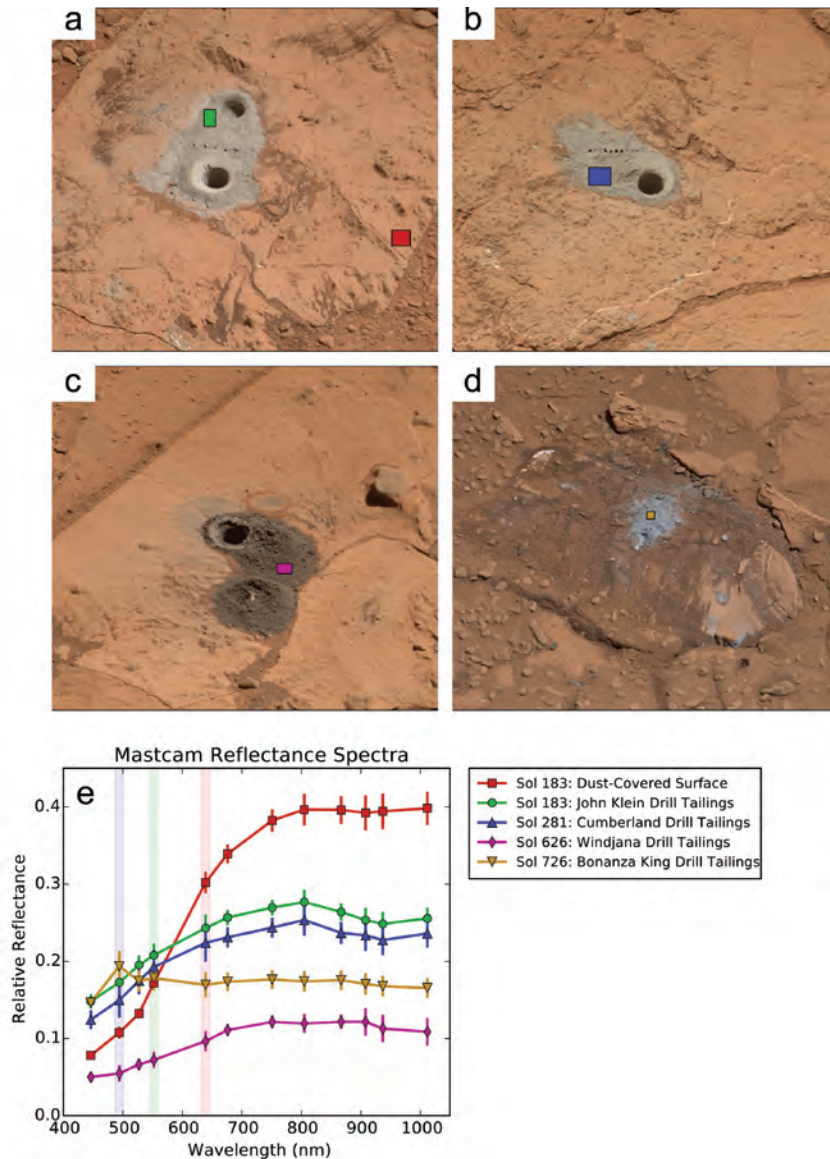 a
b
c
d
Mastcam Reflectance Spectra
e
Relative Reflectance
0.4
0.3
0.2
0.1
0.0
400 500 600 700 800 900 1000
Wavelength (nm)
Sol 183: Dust-Covered Surface
Sol 183: John Klein Drill Tailings
Sol 281: Cumberland Drill Tailings
Sol 626: Windjana Drill Tailings
Sol 726: Bonanza King Drill Tailings